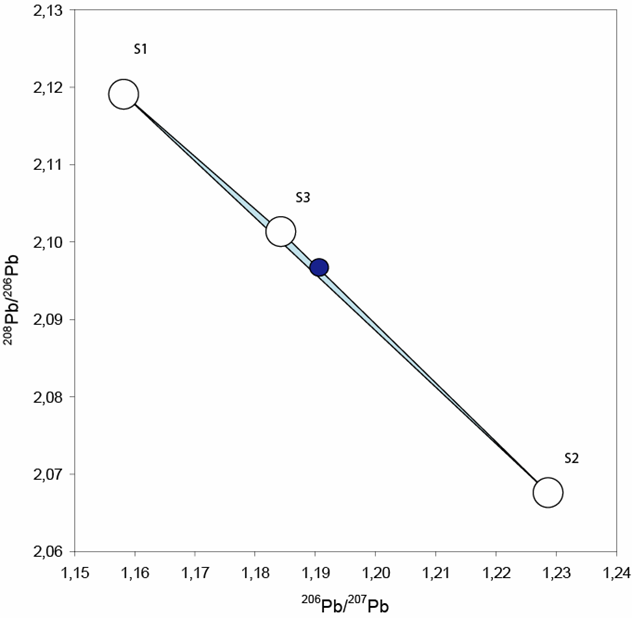 2,13
S1
2,12
2,11
S3
2,10
2,09
2,08
S2
2,07
2,06
1,15 1,16 1,17 1,18 1,19 1,20 1,21 1,22 1,23 1,24
²⁰⁸Pb/²⁰⁶Pb
²⁰⁶Pb/²⁰⁷Pb